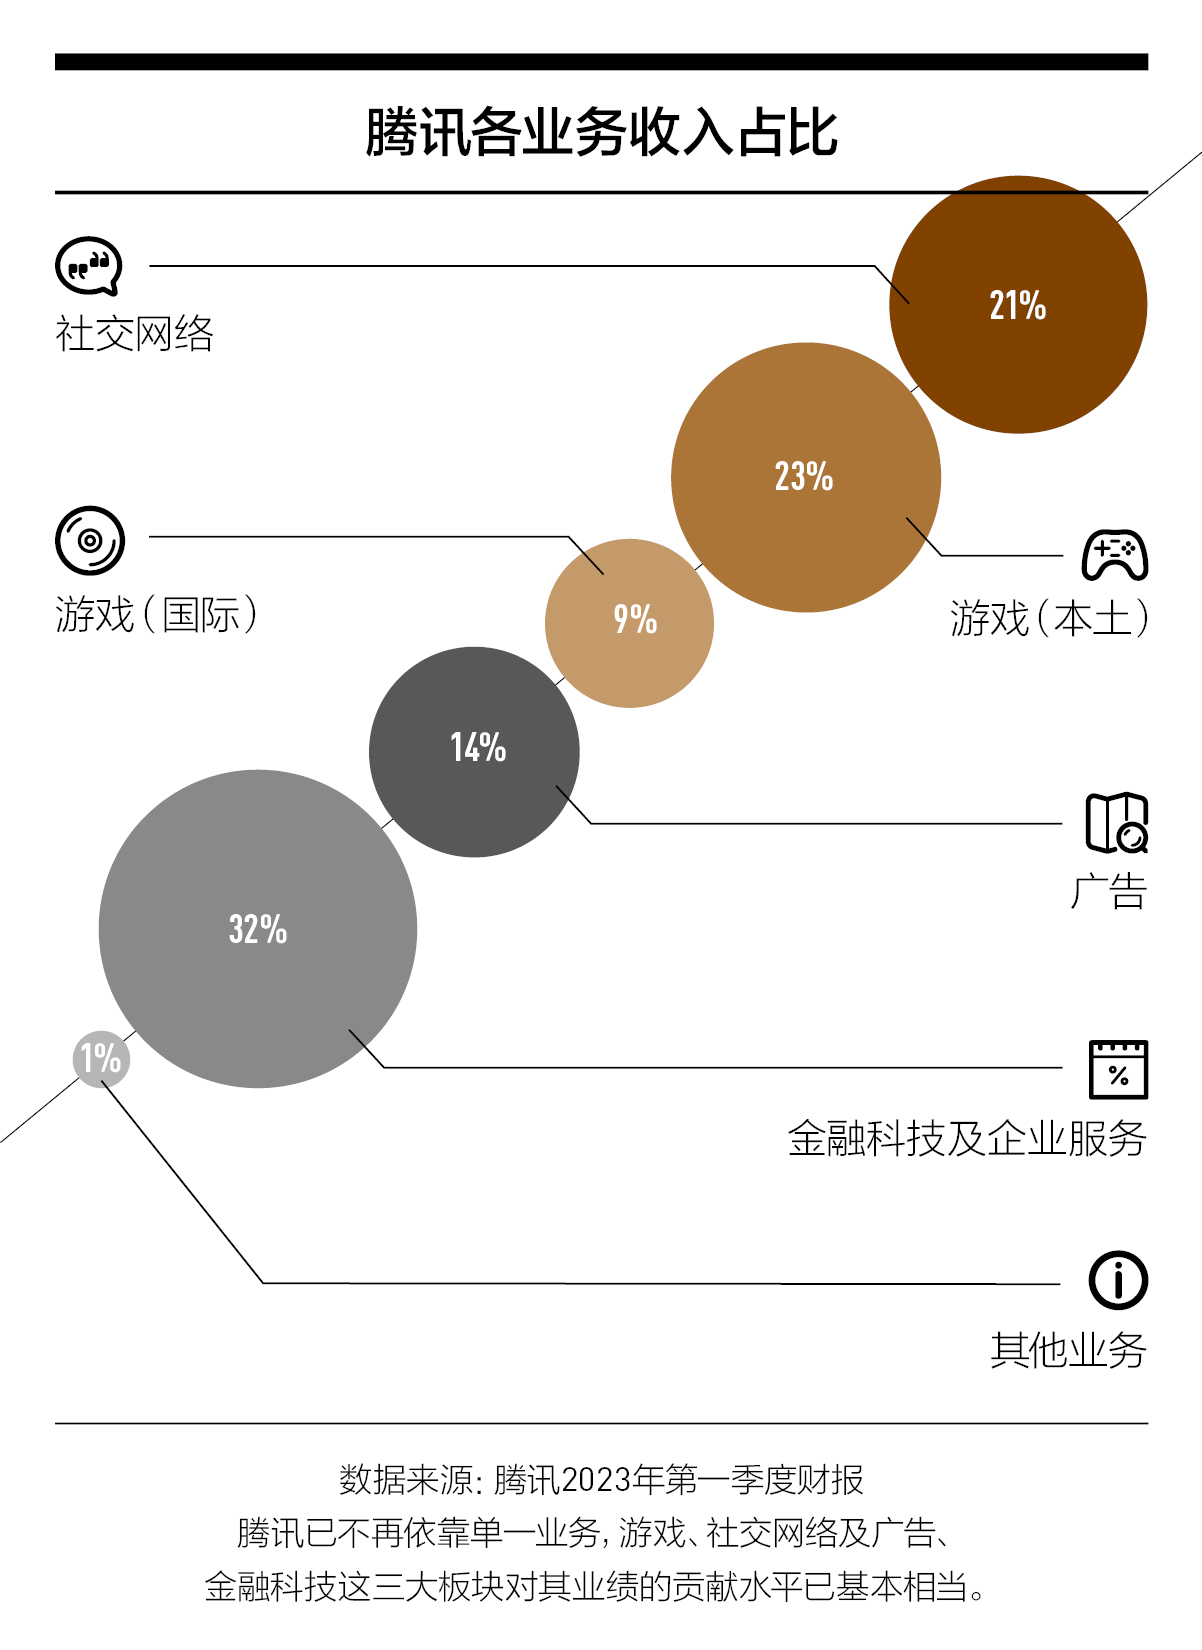 腾讯各业务收入占比
社交网络
21%
23%
游戏（国际）
9%
游戏（本土）
14%
广告
32%
1%
%
金融科技及企业服务
其他业务
数据来源：腾讯2023年第一季度财报
腾讯已不再依靠单一业务，游戏、社交网络及广告、
金融科技这三大板块对其业绩的贡献水平已基本相当。